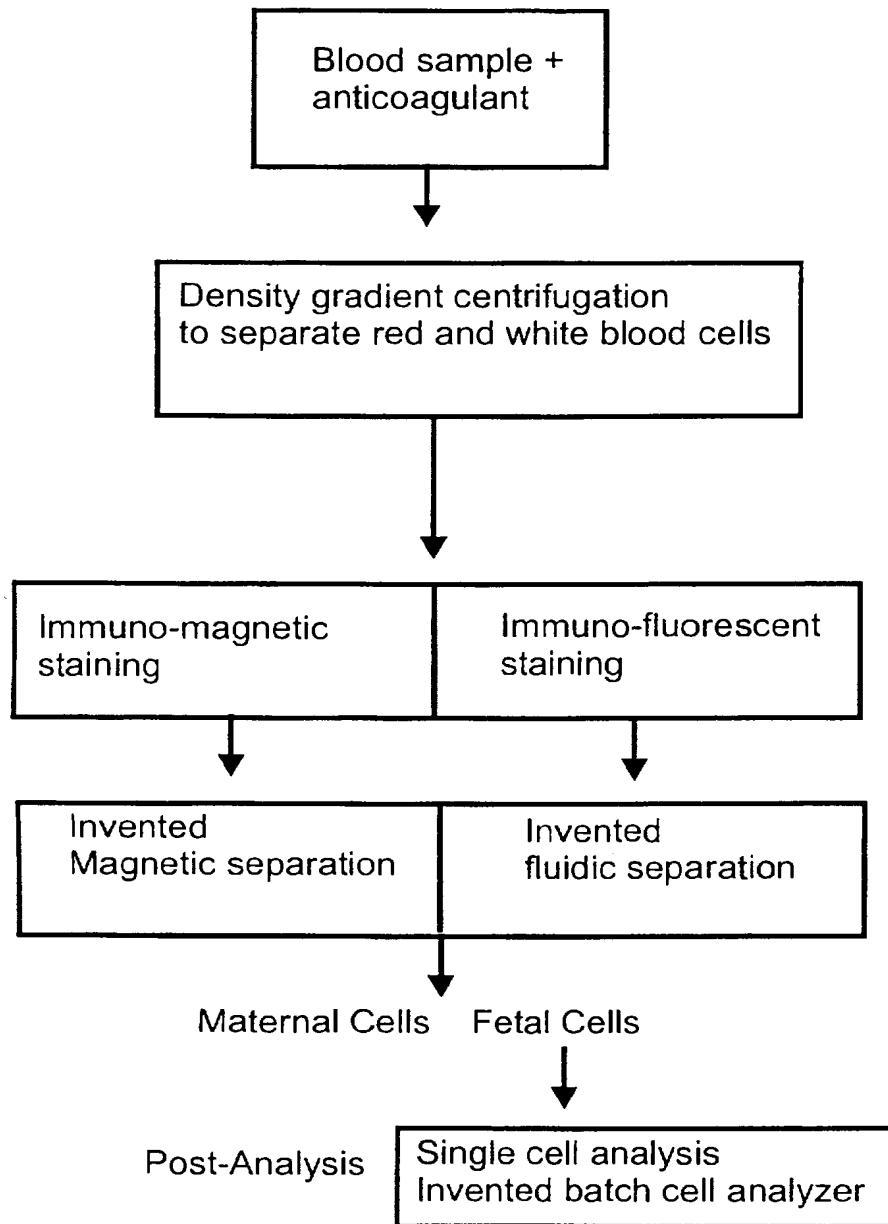 Blood sample +
anticoagulant
Density gradient centrifugation
to separate red and white blood cells
Immuno-magnetic
staining
Immuno-fluorescent
staining
Invented
Magnetic separation
Invented
fluidic separation
Maternal Cells Fetal Cells
Post-Analysis
Single cell analysis
Invented batch cell analyzer